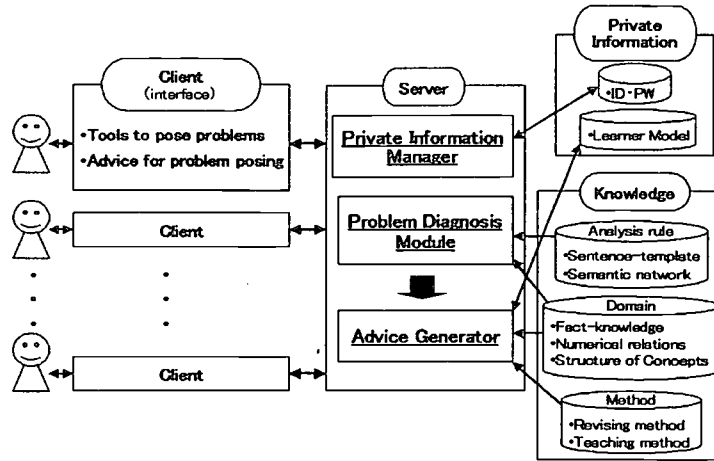 Private
Information
Client
(interface)
Server
•ID・PW
•Tools to pose problems
•Advice for problem posing
Private Information
Manager
•Learner Model
Knowledge
Client
Problem Diagnosis
Module
Analysis rule
•Sentence-template
•Semantic network
Domain
•Fact-knowledge
•Numerical relations
•Structure of Concepts
Advice Generator
Client
Method
•Revising method
•Teaching method